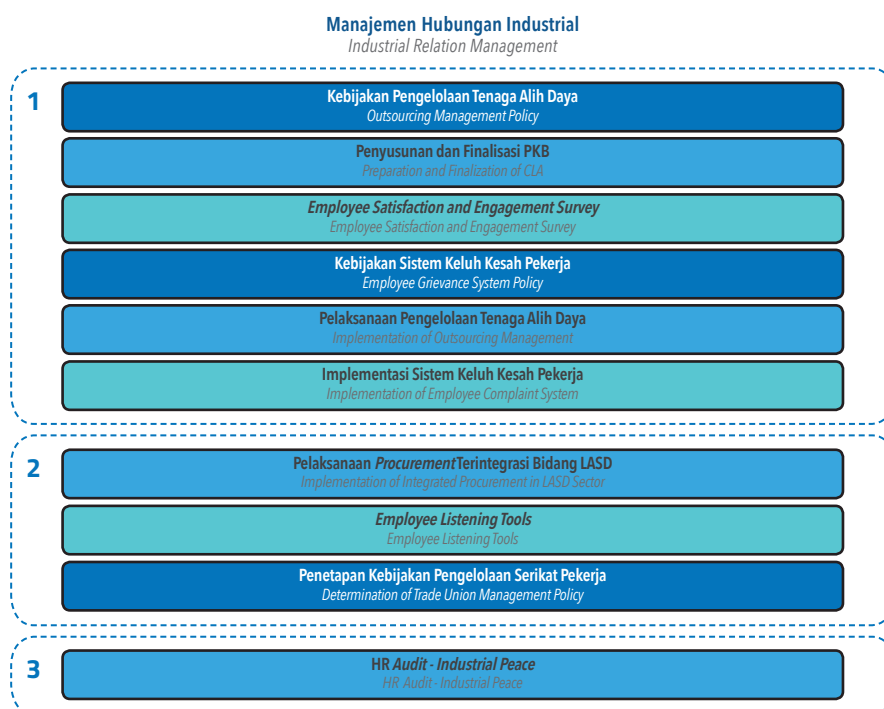 Manajemen Hubungan Industrial
Industrial Relation Management
1
Kebijakan Pengelolaan Tenaga Alih Daya
Outsourcing Management Policy
Penyusunan dan Finalisasi PKB
Preparation and Finalization of CLA
Employee Satisfaction and Engagement Survey
Employee Satisfaction and Engagement Survey
Kebijakan Sistem Keluh Kesah Pekerja
Employee Grievance System Policy
Pelaksanaan Pengelolaan Tenaga Alih Daya
Implementation of Outsourcing Management
Implementasi Sistem Keluh Kesah Pekerja
Implementation of Employee Complaint System
2
Pelaksanaan Procurement Terintegrasi Bidang LASD
Implementation of Integrated Procurement in LASD Sector
Employee Listening Tools
Employee Listening Tools
Penetapan Kebijakan Pengelolaan Serikat Pekerja
Determination of Trade Union Management Policy
3
HR Audit - Industrial Peace
HR Audit - Industrial Peace